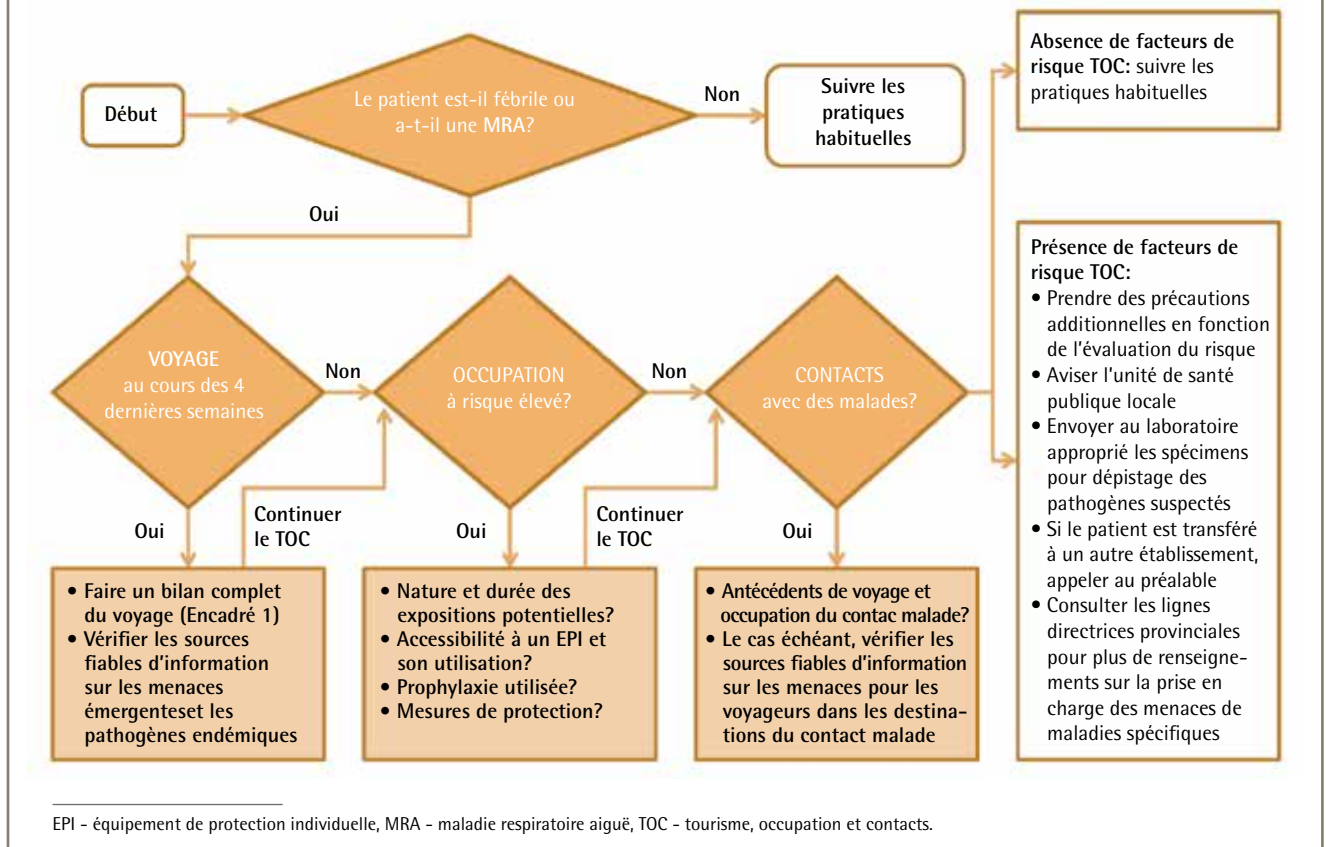 Début
Le patient est-il fébrile ou
a-t-il une MRA?
Non
Suivre les
pratiques
habituelles
Oui
VOYAGE
au cours des 4
dernières semaines
Non
OCCUPATION
à risque élevé?
Non
CONTACTS
avec des malades?
Oui
Continuer
le TOC
Oui
Continuer
le TOC
Oui
• Faire un bilan complet
du voyage (Encadré 1)
• Vérifier les sources
fiables d'information
sur les menaces
émergenteset les
pathogènes endémiques
• Nature et durée des
expositions potentielles?
• Accessibilité à un EPI et
son utilisation?
• Prophylaxie utilisée?
• Mesures de protection?
• Antécédents de voyage et
occupation du contac malade?
• Le cas échéant, vérifier les
sources fiables d'information
sur les menaces pour les
voyageurs dans les destina-
tions du contact malade
Absence de facteurs de
risque TOC: suivre les
pratiques habituelles
Présence de facteurs de
risque TOC:
• Prendre des précautions
additionnelles en fonction
de l'évaluation du risque
• Aviser l'unité de santé
publique locale
• Envoyer au laboratoire
approprié les spécimens
pour dépistage des
pathogènes suspectés
• Si le patient est transféré
à un autre établissement,
appeler au préalable
• Consulter les lignes
directrices provinciales
pour plus de renseigne-
ments sur la prise en
charge des menaces de
maladies spécifiques
EPI - équipement de protection individuelle, MRA - maladie respiratoire aiguë, TOC - tourisme, occupation et contacts.